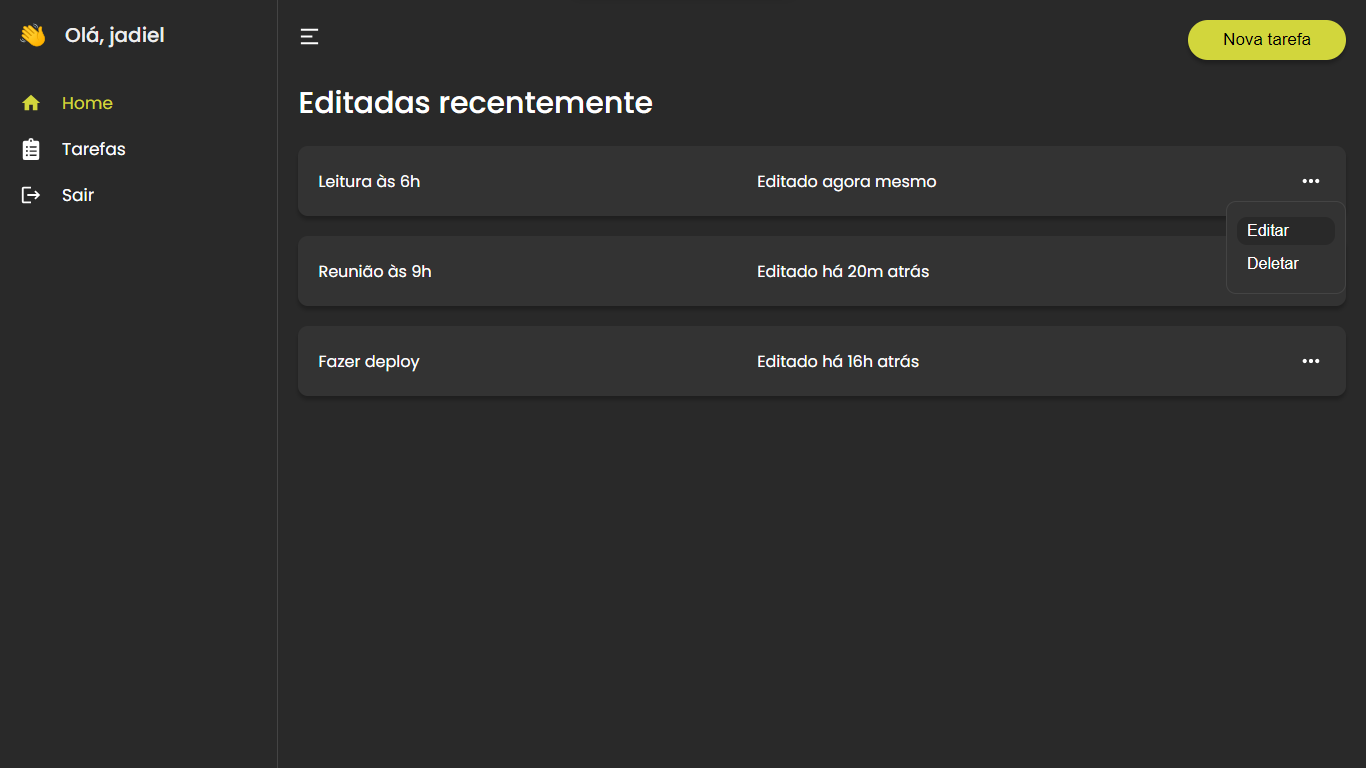 Olá, jadiel
Home
Tarefas
Sair
Nova tarefa
Editadas recentemente
Leitura às 6h Editado agora mesmo
Editar
Deletar
Reunião às 9h Editado há 20m atrás
Fazer deploy Editado há 16h atrás